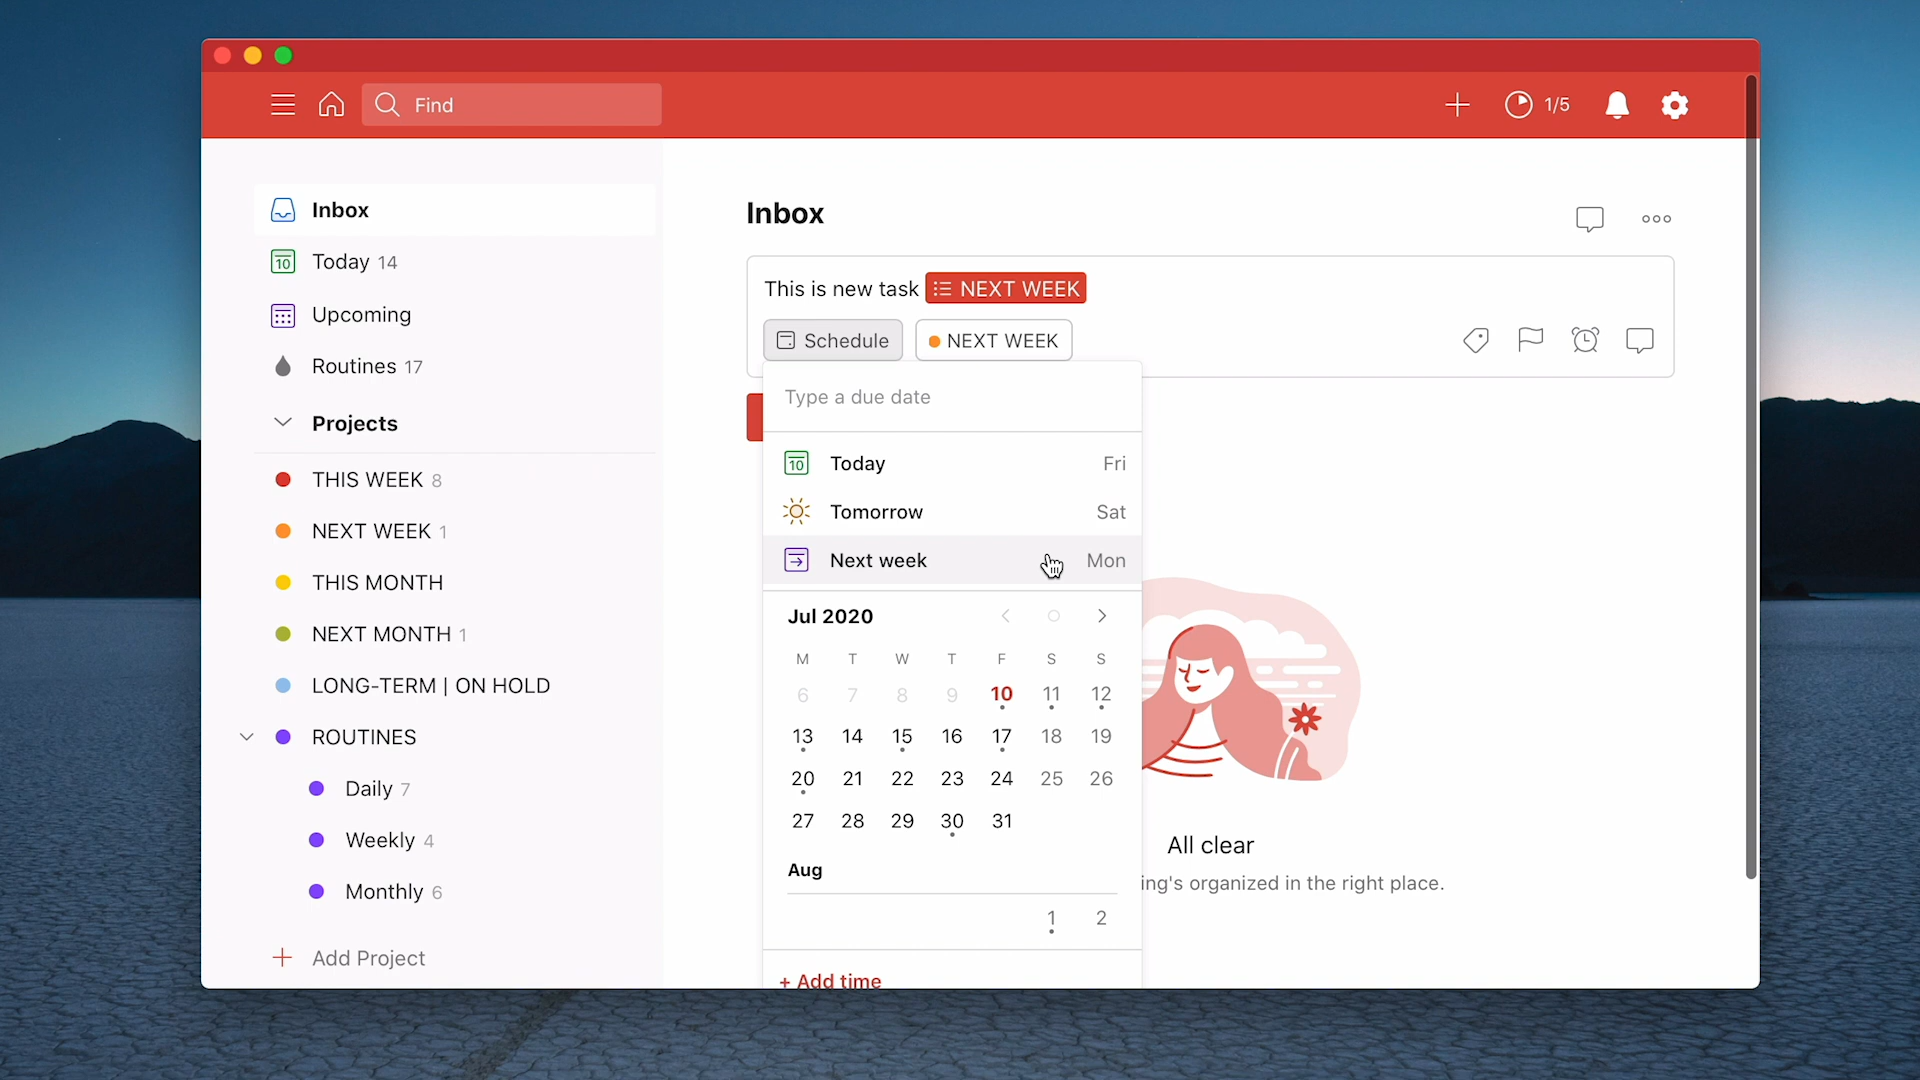 Find
1/5
Inbox
10
Today 14
Upcoming
Routines 17
Projects
THIS WEEK 8
NEXT WEEK 1
THIS MONTH
NEXT MONTH 1
LONG-TERM | ON HOLD
ROUTINES
Daily 7
Weekly 4
Monthly 6
Add Project
Inbox
This is new task NEXT WEEK
Schedule NEXT WEEK
Type a due date
10 Today Fri
Tomorrow Sat
Next week Mon
Jul 2020
M T W T F S S
6 7 8 9 10 11 12
13 14 15 16 17 18 19
20 21 22 23 24 25 26
27 28 29 30 31
Aug
1 2
+ Add time
All clear
ing's organized in the right place.